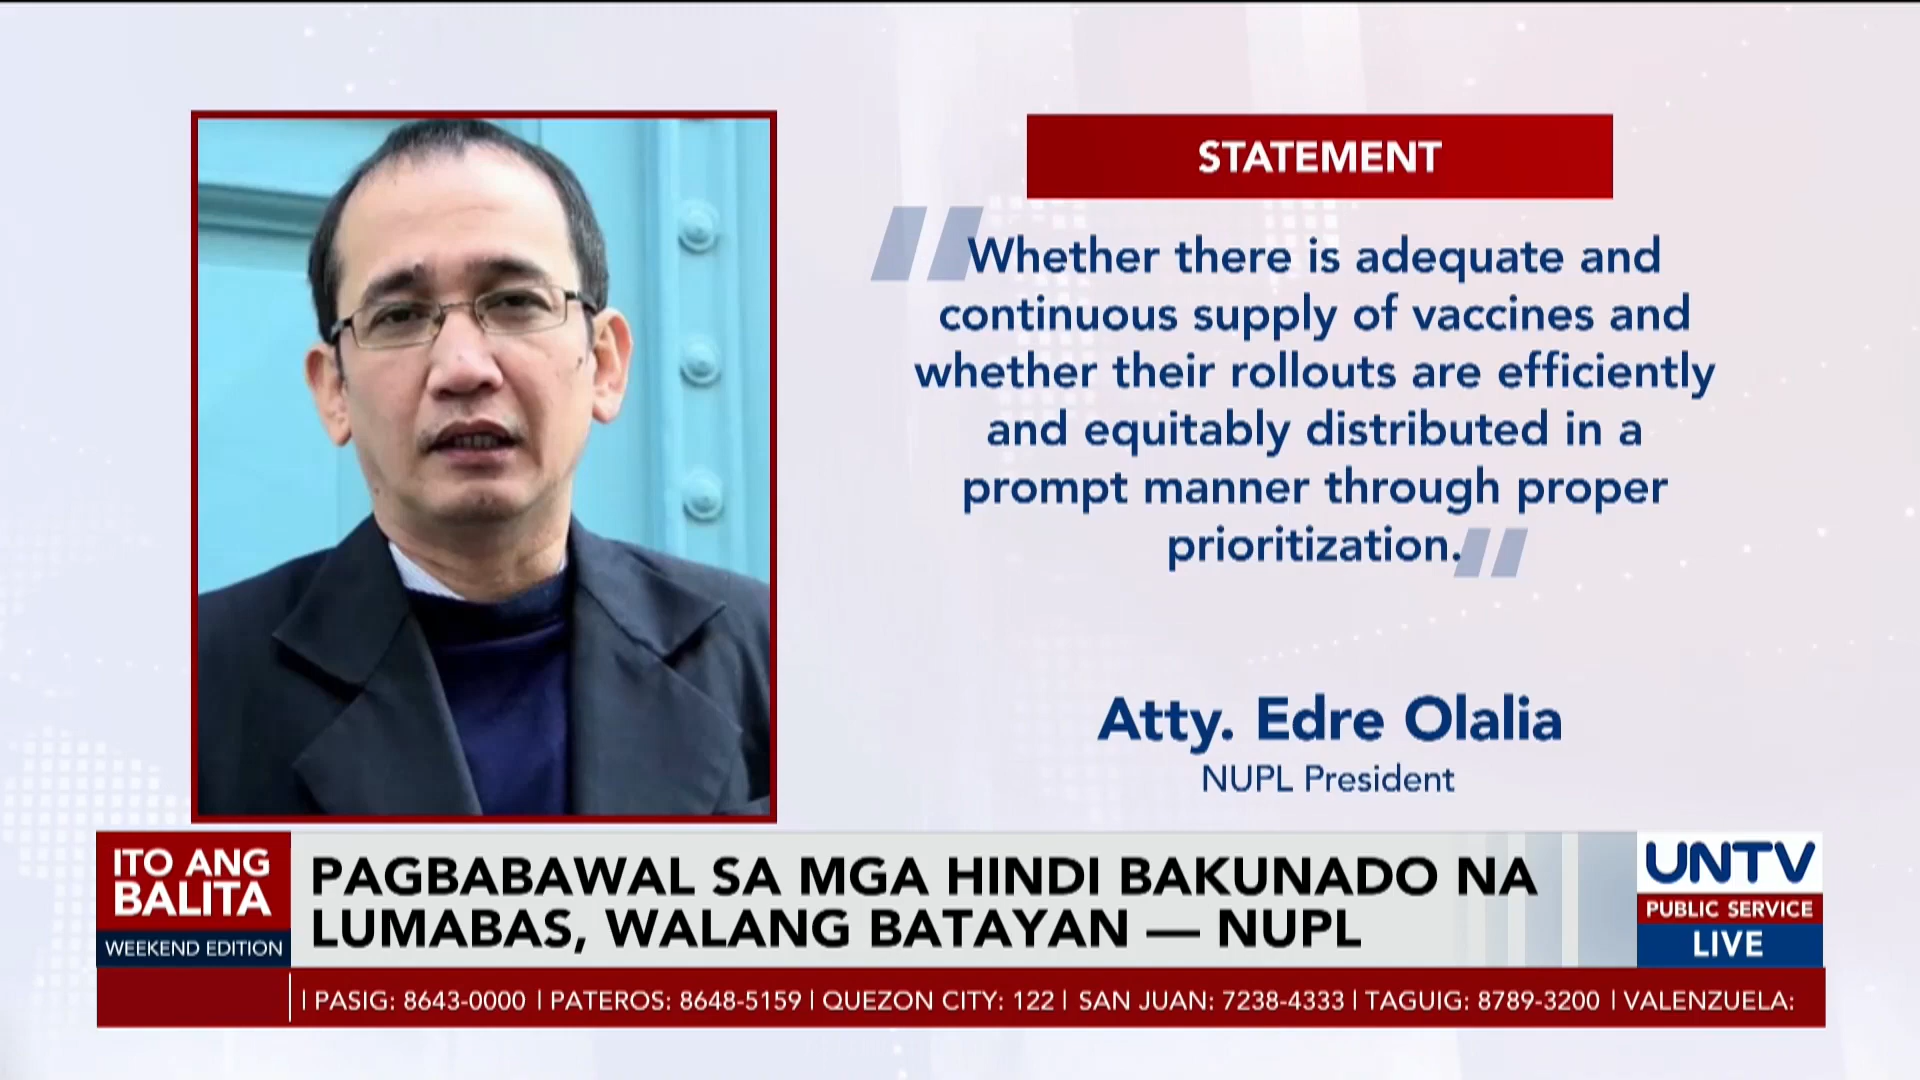 STATEMENT
Whether there is adequate and
continuous supply of vaccines and
whether their rollouts are efficiently
and equitably distributed in a
prompt manner through proper
prioritization.
Atty. Edre Olalia
NUPL President
ITO ANG
BALITA
WEEKEND EDITION
PAGBABAWAL SA MGA HINDI BAKUNADO NA
LUMABAS, WALANG BATAYAN — NUPL
UNTV
PUBLIC SERVICE
LIVE
| PASIG: 8643-0000 | PATEROS: 8648-5159 | QUEZON CITY: 122 | SAN JUAN: 7238-4333 | TAGUIG: 8789-3200 | VALENZUELA: